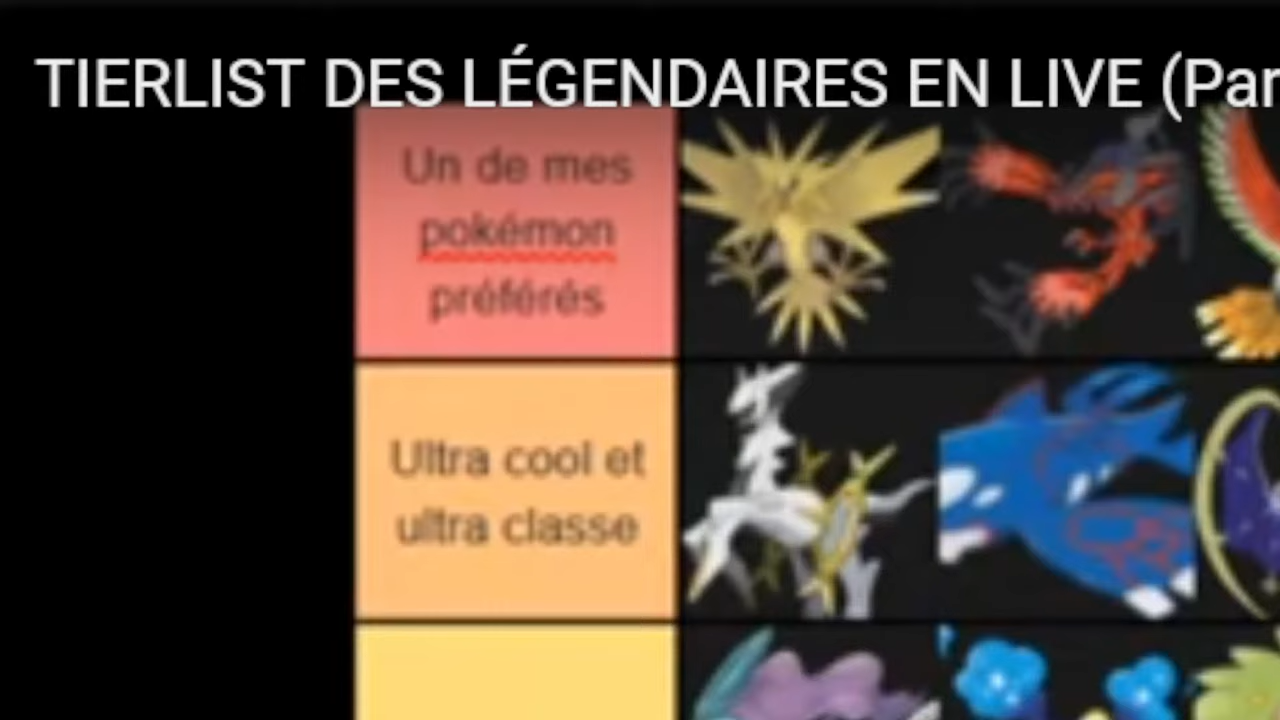 TIERLIST DES LÉGENDAIRES EN LIVE (Par
Un de mes
pokémon
préférés
Ultra cool et
ultra classe